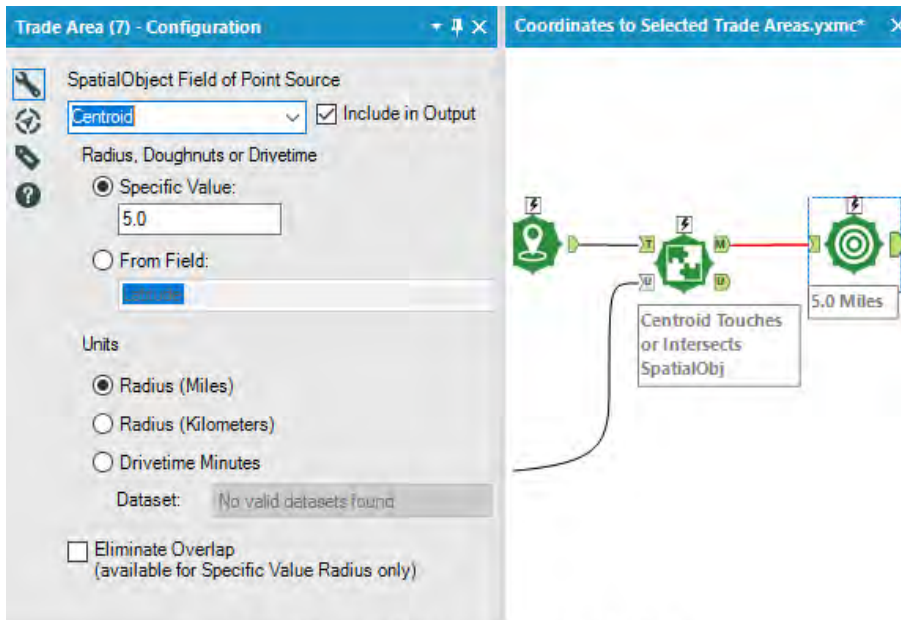 Trade Area (7) - Configuration
SpatialObject Field of Point Source
Centroid
Include in Output
Radius, Doughnuts or Drivetime
Specific Value:
5.0
From Field:
Units
Radius (Miles)
Radius (Kilometers)
Drivetime Minutes
Dataset:
No valid datasets found
Eliminate Overlap
(available for Specific Value Radius only)
Coordinates to Selected Trade Areas.yxmc*
T
M
U
U
5.0 Miles
Centroid Touches
or Intersects
SpatialObj